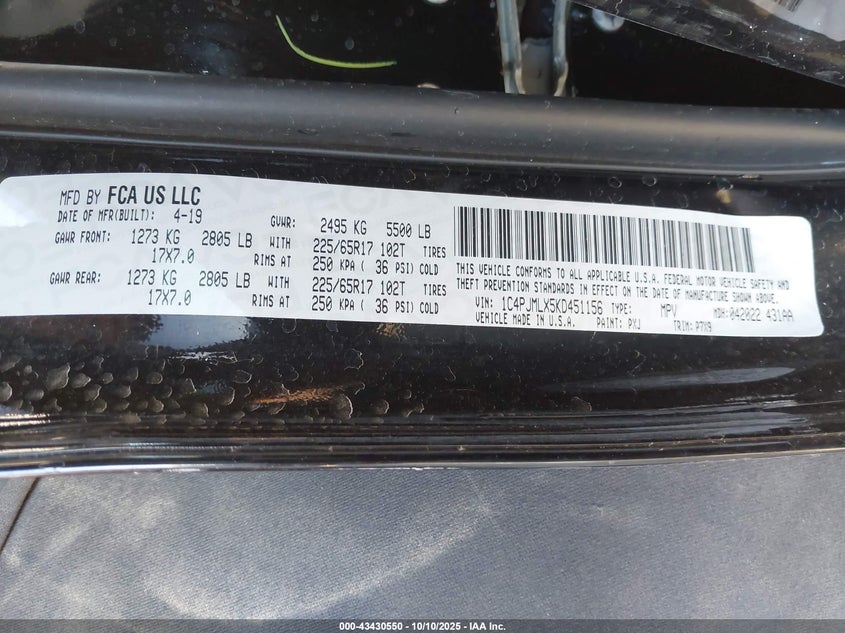 MFD BY FCA US LLC
DATE OF MFR(BUILT): 4-19 GVWR: 2495 KG 5500 LB
GAWR FRONT: 1273 KG 2805 LB WITH 225/65R17 102T TIRES
17X7.0 RIMS AT 250 KPA ( 36 PSI) COLD
GAWR REAR: 1273 KG 2805 LB WITH 225/65R17 102T TIRES
17X7.0 RIMS AT 250 KPA ( 36 PSI) COLD
THIS VEHICLE CONFORMS TO ALL APPLICABLE U.S.A. FEDERAL MOTOR VEHICLE SAFETY AND
THEFT PREVENTION STANDARDS IN EFFECT ON THE DATE OF MANUFACTURE SHOWN ABOVE.
VIN: 1C4PJMLX5KD451156 TYPE: MPV MDH: 042022 431AA
VEHICLE MADE IN U.S.A. PAINT: PXJ TRIM: P7X9
000-43430550 - 10/10/2025 - IAA Inc.